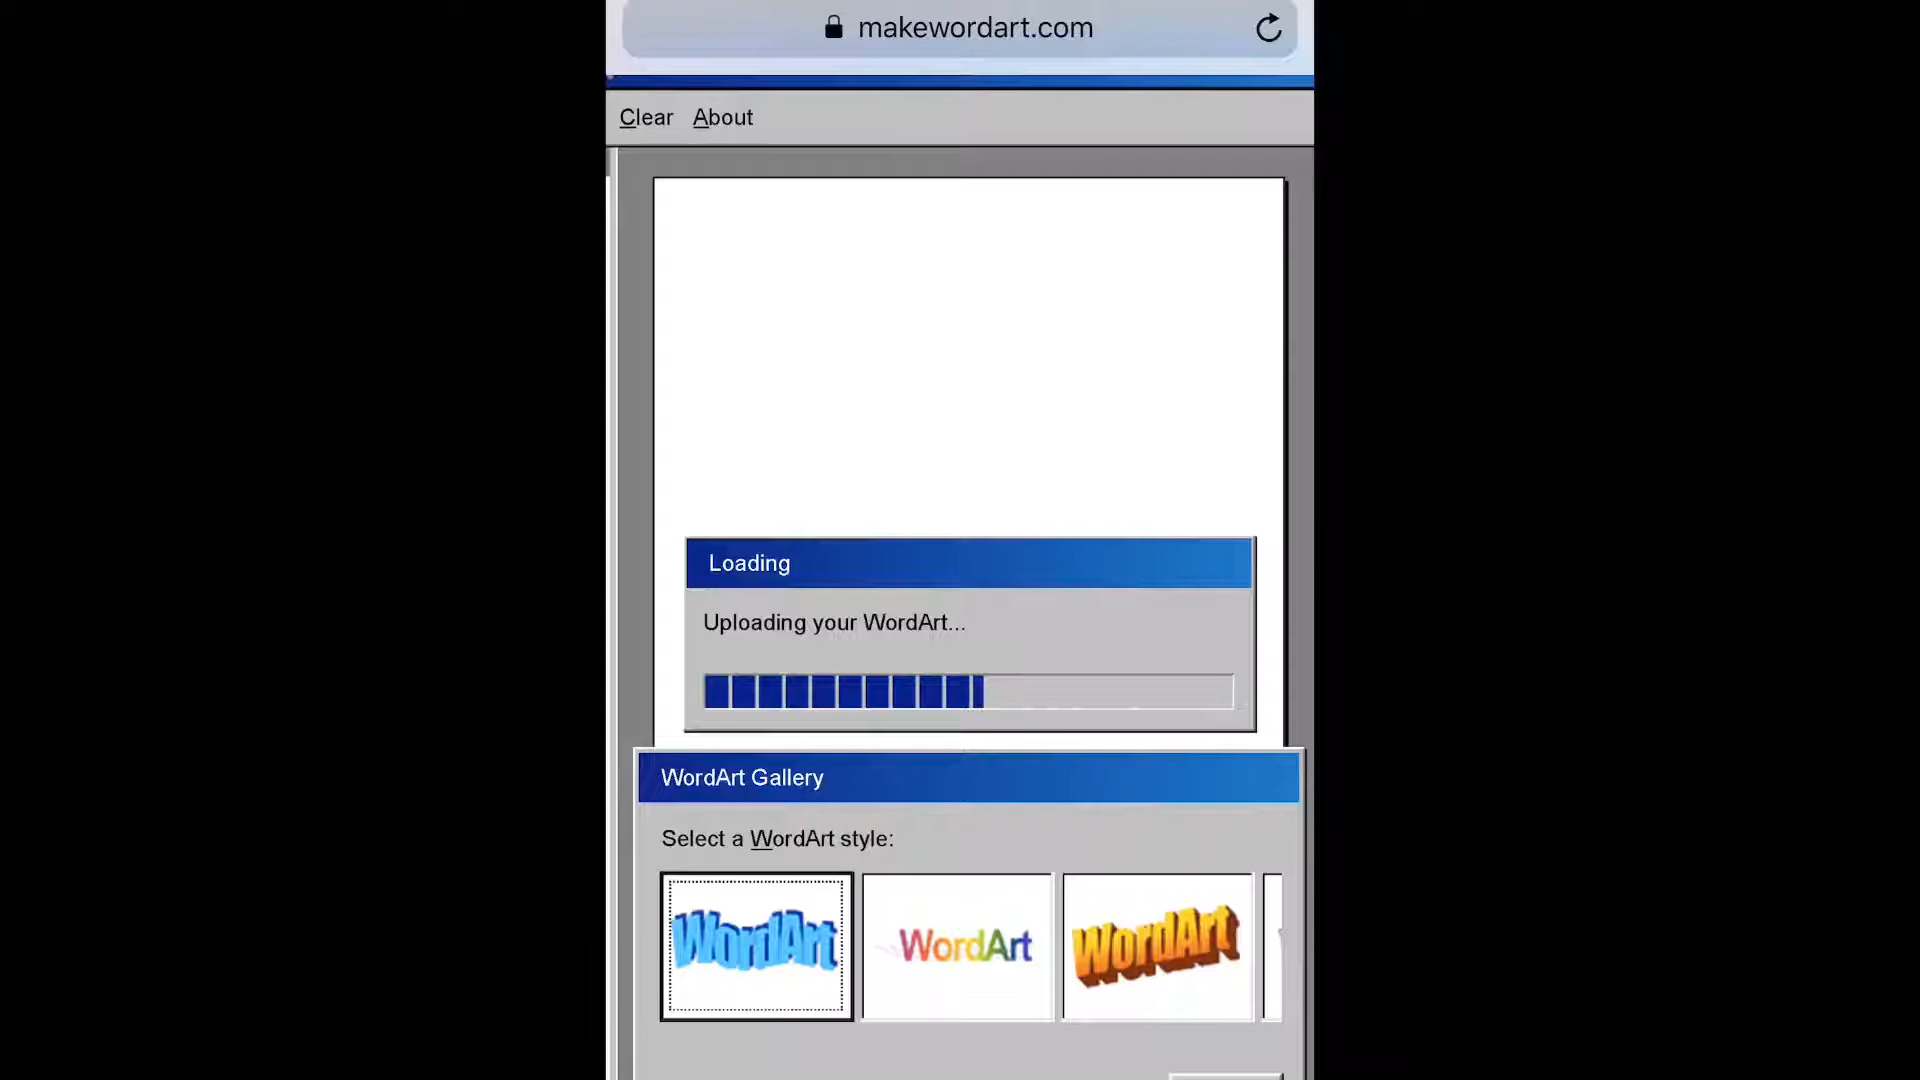 makewordart.com
Clear About
Loading
Uploading your WordArt...
WordArt Gallery
Select a WordArt style:
WordArt WordArt WordArt